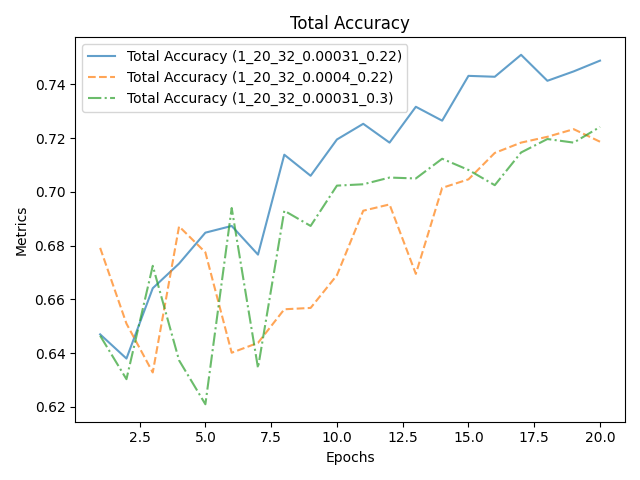 Total Accuracy
Total Accuracy (1_20_32_0.00031_0.22)
Total Accuracy (1_20_32_0.0004_0.22)
Total Accuracy (1_20_32_0.00031_0.3)
Metrics
0.74
0.72
0.70
0.68
0.66
0.64
0.62
2.5 5.0 7.5 10.0 12.5 15.0 17.5 20.0
Epochs